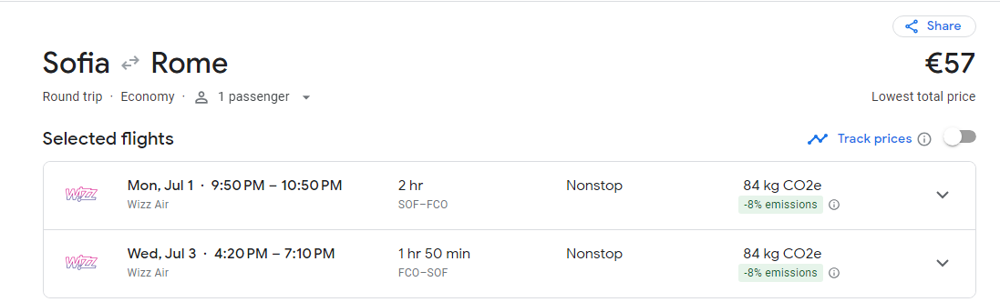 Share
Sofia Rome
€57
Round trip · Economy · 1 passenger
Lowest total price
Selected flights
Track prices
Wizz
Mon, Jul 1 · 9:50 PM – 10:50 PM
2 hr
Nonstop
84 kg CO2e
Wizz Air
SOF–FCO
-8% emissions
Wizz
Wed, Jul 3 · 4:20 PM – 7:10 PM
1 hr 50 min
Nonstop
84 kg CO2e
Wizz Air
FCO–SOF
-8% emissions